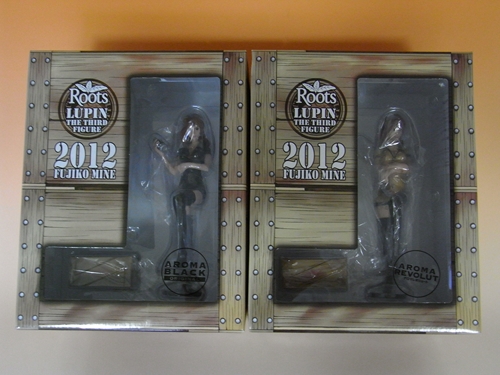 Roots
LUPIN
THE THIRD
FIGURE
2012
FUJIKO MINE
AROMA
BLACK
Roots
LUPIN
THE THIRD
FIGURE
2012
FUJIKO MINE
AROMA
REVOLUT